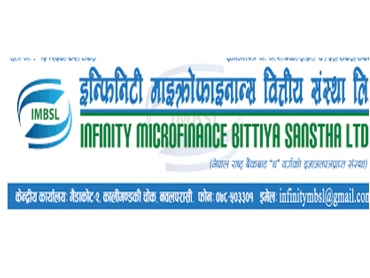 इन्फिनिटी माइक्रोफाइनान्स वित्तीय संस्था लि
IMBSL
INFINITY MICROFINANCE BITTIYA SANSTHA LTD
(नेपाल राष्ट्र बैंकबाट "घ" वर्गको इजाजतपत्रप्राप्त संस्था)
केन्द्रीय कार्यालयः गैडाकोट-२, कालीगण्डकी चोक, नवलपरासी, फोनः ०७८-५०३३०१ इमेलः infinitymbsl@gmail.com